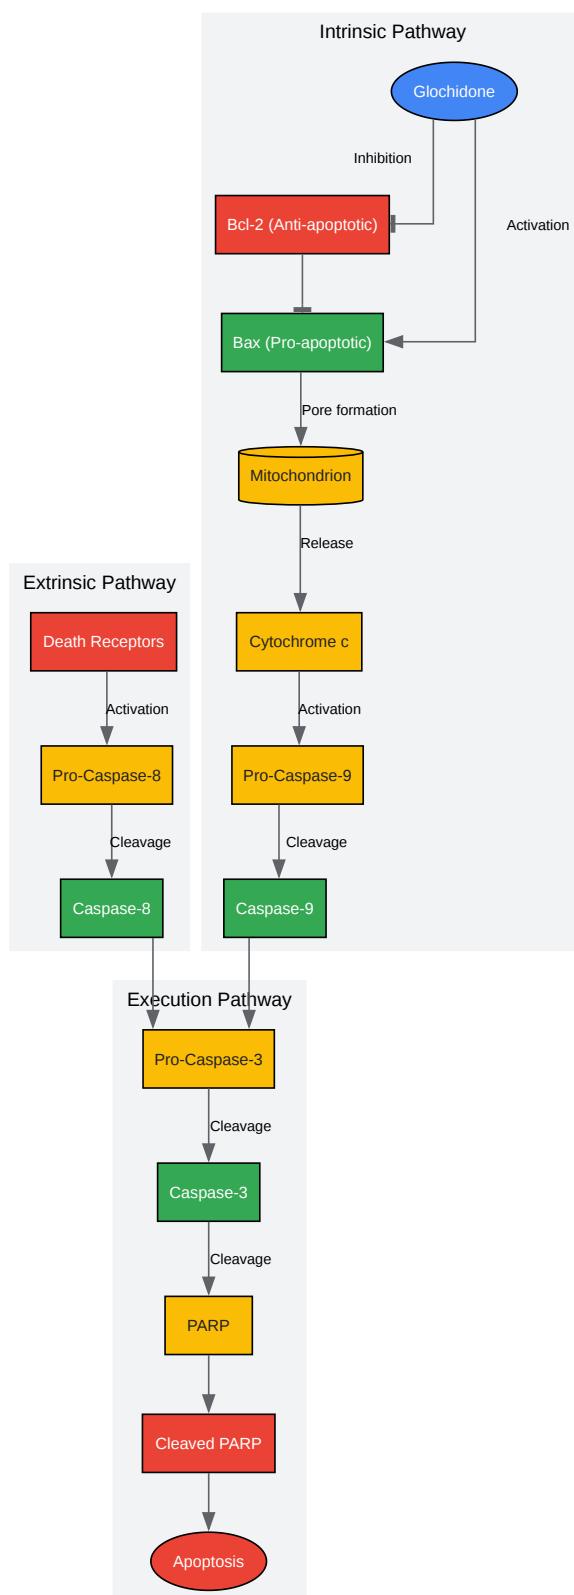 Intrinsic Pathway
Glochidone
Inhibition
Bcl-2 (Anti-apoptotic)
Activation
Bax (Pro-apoptotic)
Pore formation
Mitochondrion
Release
Extrinsic Pathway
Death Receptors
Cytochrome c
Activation
Activation
Pro-Caspase-8
Pro-Caspase-9
Cleavage
Cleavage
Caspase-8
Caspase-9
Execution Pathway
Pro-Caspase-3
Cleavage
Caspase-3
Cleavage
PARP
Cleaved PARP
Apoptosis